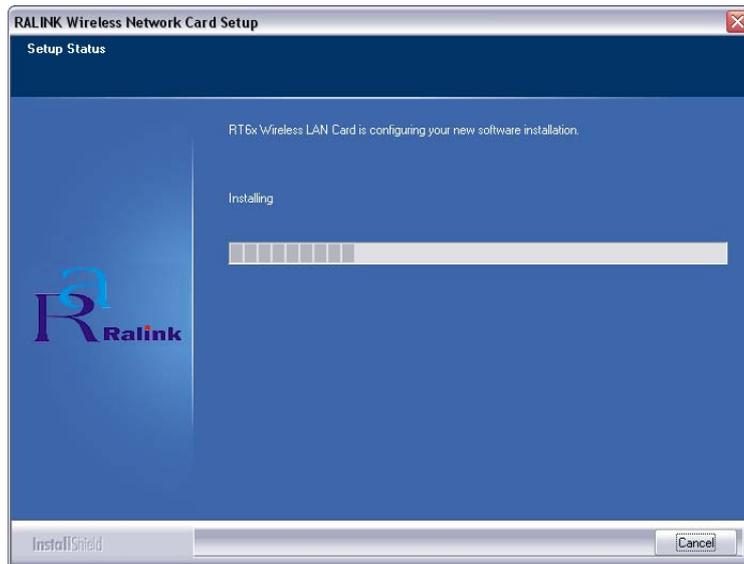 RALINK Wireless Network Card Setup
Setup Status
RT6x Wireless LAN Card is configuring your new software installation.
Installing
Ra
Ralink
InstallShield
Cancel